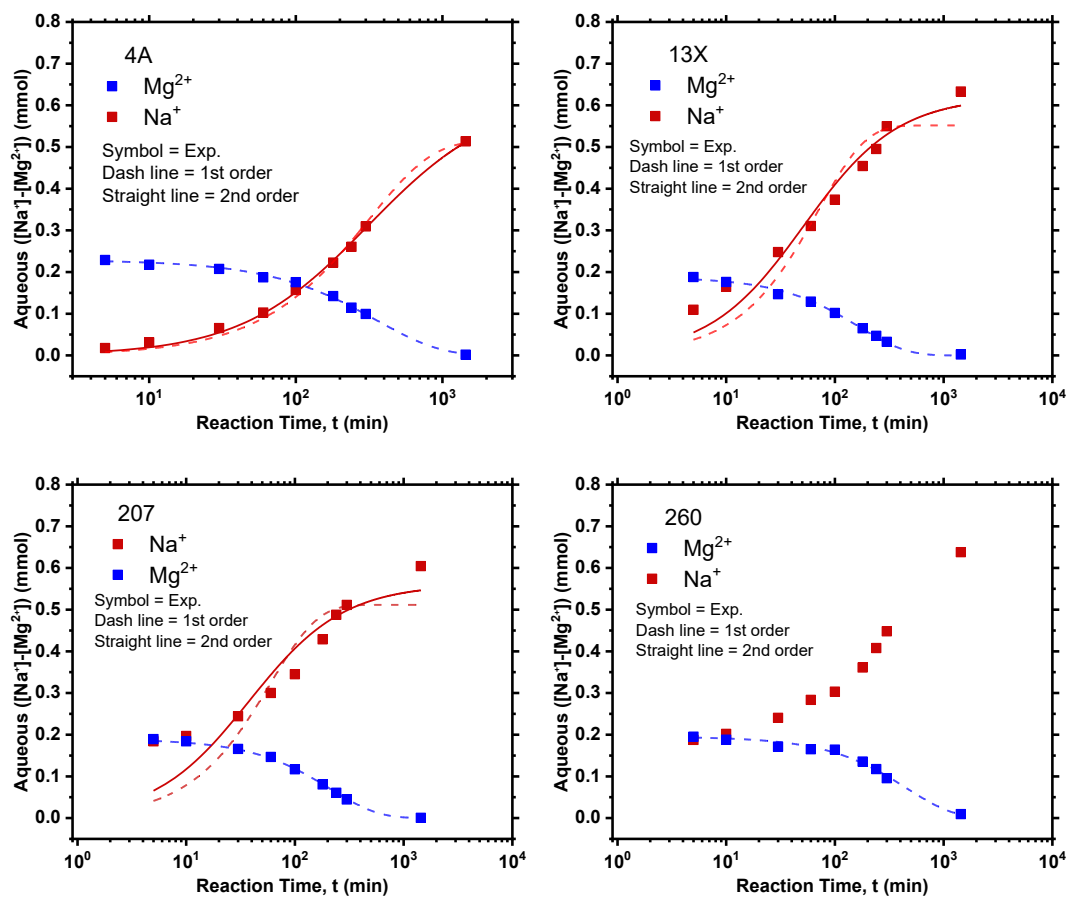 4A
Mg²⁺
Na⁺
Symbol = Exp.
Dash line = 1st order
Straight line = 2nd order
0.8
0.7
0.6
0.5
0.4
0.3
0.2
0.1
0.0
Aqueous ([Na⁺]-[Mg²⁺]) (mmol)
10¹ 10² 10³
Reaction Time, t (min)
13X
Mg²⁺
Na⁺
Symbol = Exp.
Dash line = 1st order
Straight line = 2nd order
0.8
0.7
0.6
0.5
0.4
0.3
0.2
0.1
0.0
Aqueous ([Na⁺]-[Mg²⁺]) (mmol)
10⁰ 10¹ 10² 10³ 10⁴
Reaction Time, t (min)
207
Na⁺
Mg²⁺
Symbol = Exp.
Dash line = 1st order
Straight line = 2nd order
0.8
0.7
0.6
0.5
0.4
0.3
0.2
0.1
0.0
Aqueous ([Na⁺]-[Mg²⁺]) (mmol)
10⁰ 10¹ 10² 10³ 10⁴
Reaction Time, t (min)
260
Mg²⁺
Na⁺
Symbol = Exp.
Dash line = 1st order
Straight line = 2nd order
0.8
0.7
0.6
0.5
0.4
0.3
0.2
0.1
0.0
Aqueous ([Na⁺]-[Mg²⁺]) (mmol)
10⁰ 10¹ 10² 10³ 10⁴
Reaction Time, t (min)